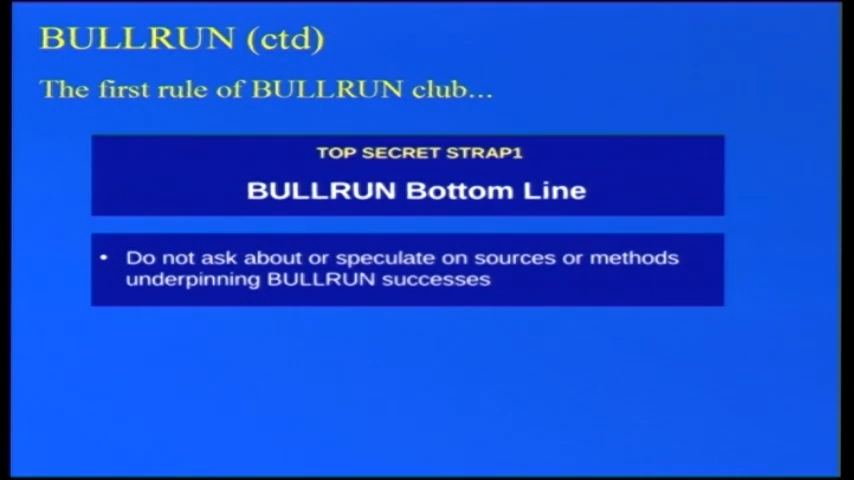 BULLRUN (ctd)
The first rule of BULLRUN club...
TOP SECRET STRAP1
BULLRUN Bottom Line
• Do not ask about or speculate on sources or methods
underpinning BULLRUN successes